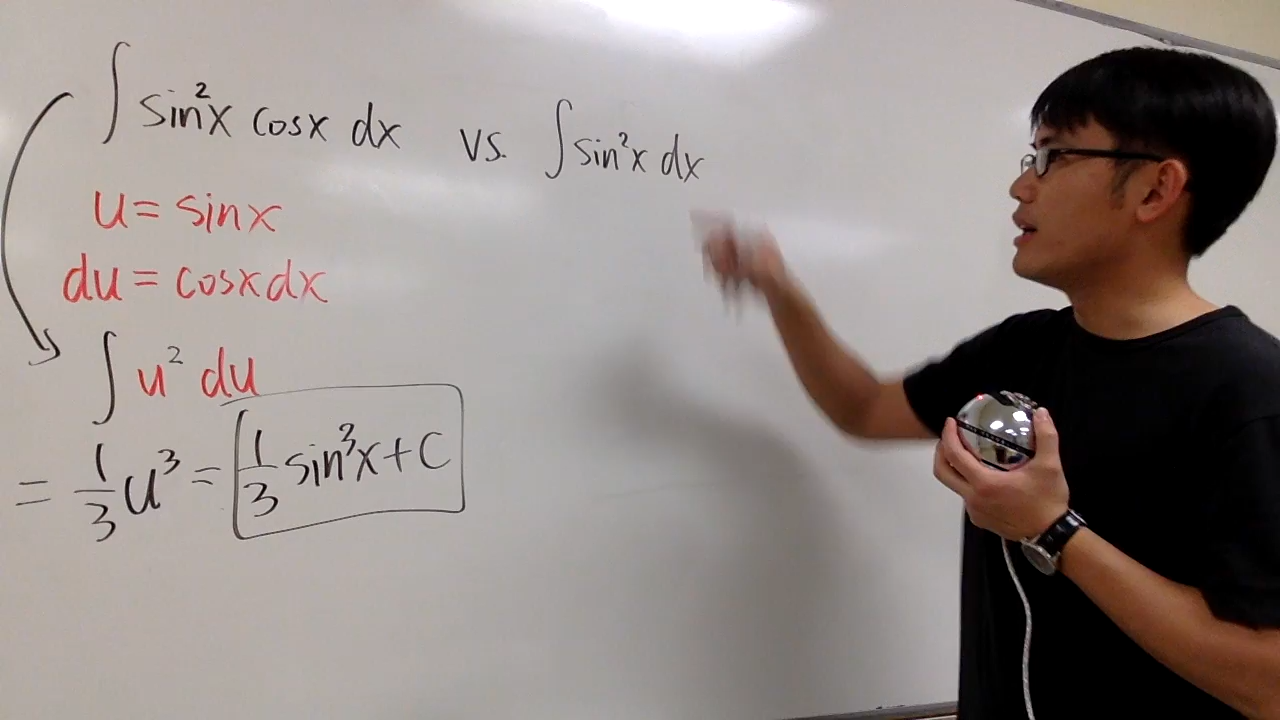 ∫ sin²x cosx dx vs. ∫ sin²x dx
u = sinx
du = cosx dx
∫ u² du
= 1/3 u³ = 1/3 sin³x + C